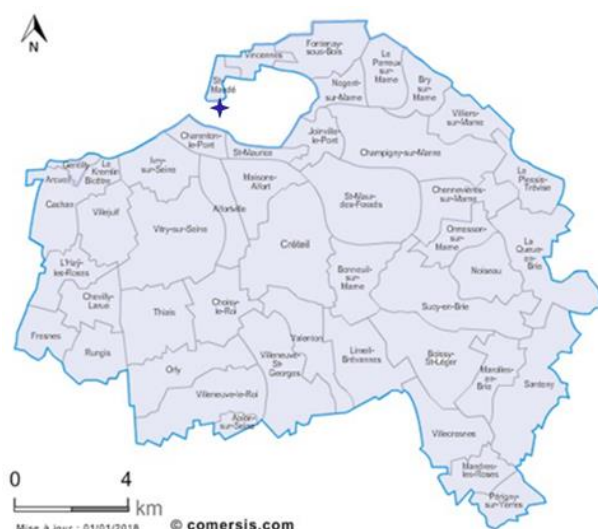 N
Fontenay-
sous-Bois
Vincennes
Le
Perreux
sur-
Marne
St-
Mandé
Nogent-
sur-Marne
Bry
sur-
Marne
Villiers-
sur-Marne
Charenton-
le-Pont
Joinville-
le-Pont
St-Maurice
Champigny-sur-Marne
Gentilly
Le
Kremlin
Bicêtre
Ivry-
sur-Seine
Arcueil
Maisons-
Alfort
Le
Plessis-
Trévise
Cachan
Villejuif
Alfortville
St-Maur-
des-Fossés
Chennevières-
sur-Marne
Vitry-sur-Seine
Créteil
Ormesson-
sur-
Marne
La
Queue-
en-Brie
L'Haÿ-
les-Roses
Bonneuil-
sur-
Marne
Noiseau
Chevilly-
Larue
Thiais
Choisy-
le-Roi
Sucy-en-Brie
Fresnes
Rungis
Valenton
Villeneuve-
St-
Georges
Limeil-
Brévannes
Boissy-
St-Léger
Marolles-
en-
Brie
Santeny
Orly
Villeneuve-le-Roi
Ablon-
sur-Seine
Villecresnes
Mandres-
les-Roses
Périgny-
sur-Yerres
0 4
km
Mise à jour : 01/01/2018 © comersis.com